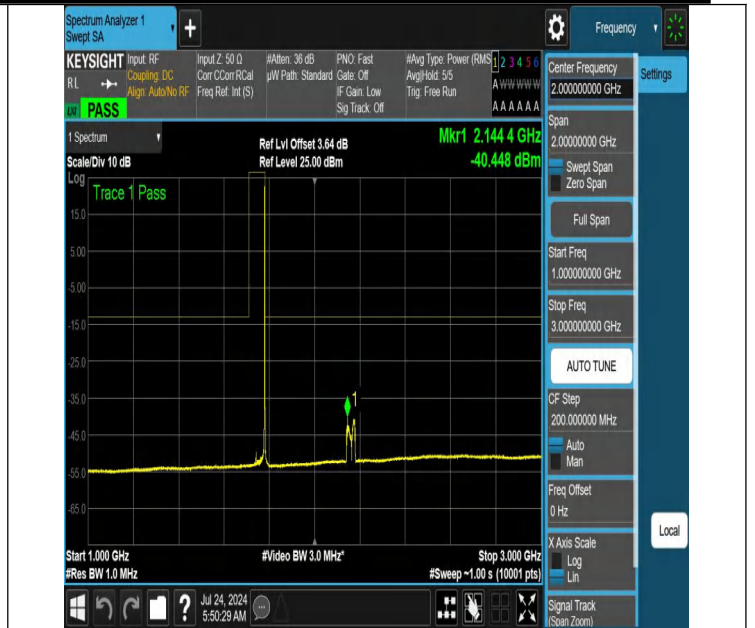 Spectrum Analyzer 1
Swept SA
+
Frequency
KEYSIGHT
RL
PASS
Input: RF
Coupling: DC
Align: Auto/No RF
Input Z: 50 Ω
Corr CCorr RCal
Freq Ref: Int (S)
#Atten: 36 dB
µW Path: Standard
PNO: Fast
Gate: Off
IF Gain: Low
Sig Track: Off
#Avg Type: Power (RMS
Avg|Hold: 5/5
Trig: Free Run
1 2 3 4 5 6
A W W W W W
A A A A A A
1 Spectrum
Scale/Div 10 dB
Ref Lvl Offset 3.64 dB
Ref Level 25.00 dBm
Mkr1 2.144 4 GHz
-40.448 dBm
Log
Trace 1 Pass
15.0
5.00
-5.00
-15.0
-25.0
-35.0
-45.0
-55.0
-65.0
1
Start 1.000 GHz
#Res BW 1.0 MHz
#Video BW 3.0 MHz*
Stop 3.000 GHz
#Sweep ~1.00 s (10001 pts)
Jul 24, 2024
5:50:29 AM
?
Center Frequency
2.000000000 GHz
Span
2.00000000 GHz
Swept Span
Zero Span
Full Span
Start Freq
1.000000000 GHz
Stop Freq
3.000000000 GHz
AUTO TUNE
CF Step
200.000000 MHz
Auto
Man
Freq Offset
0 Hz
X Axis Scale
Log
Lin
Signal Track
(Span Zoom)
Settings
Local